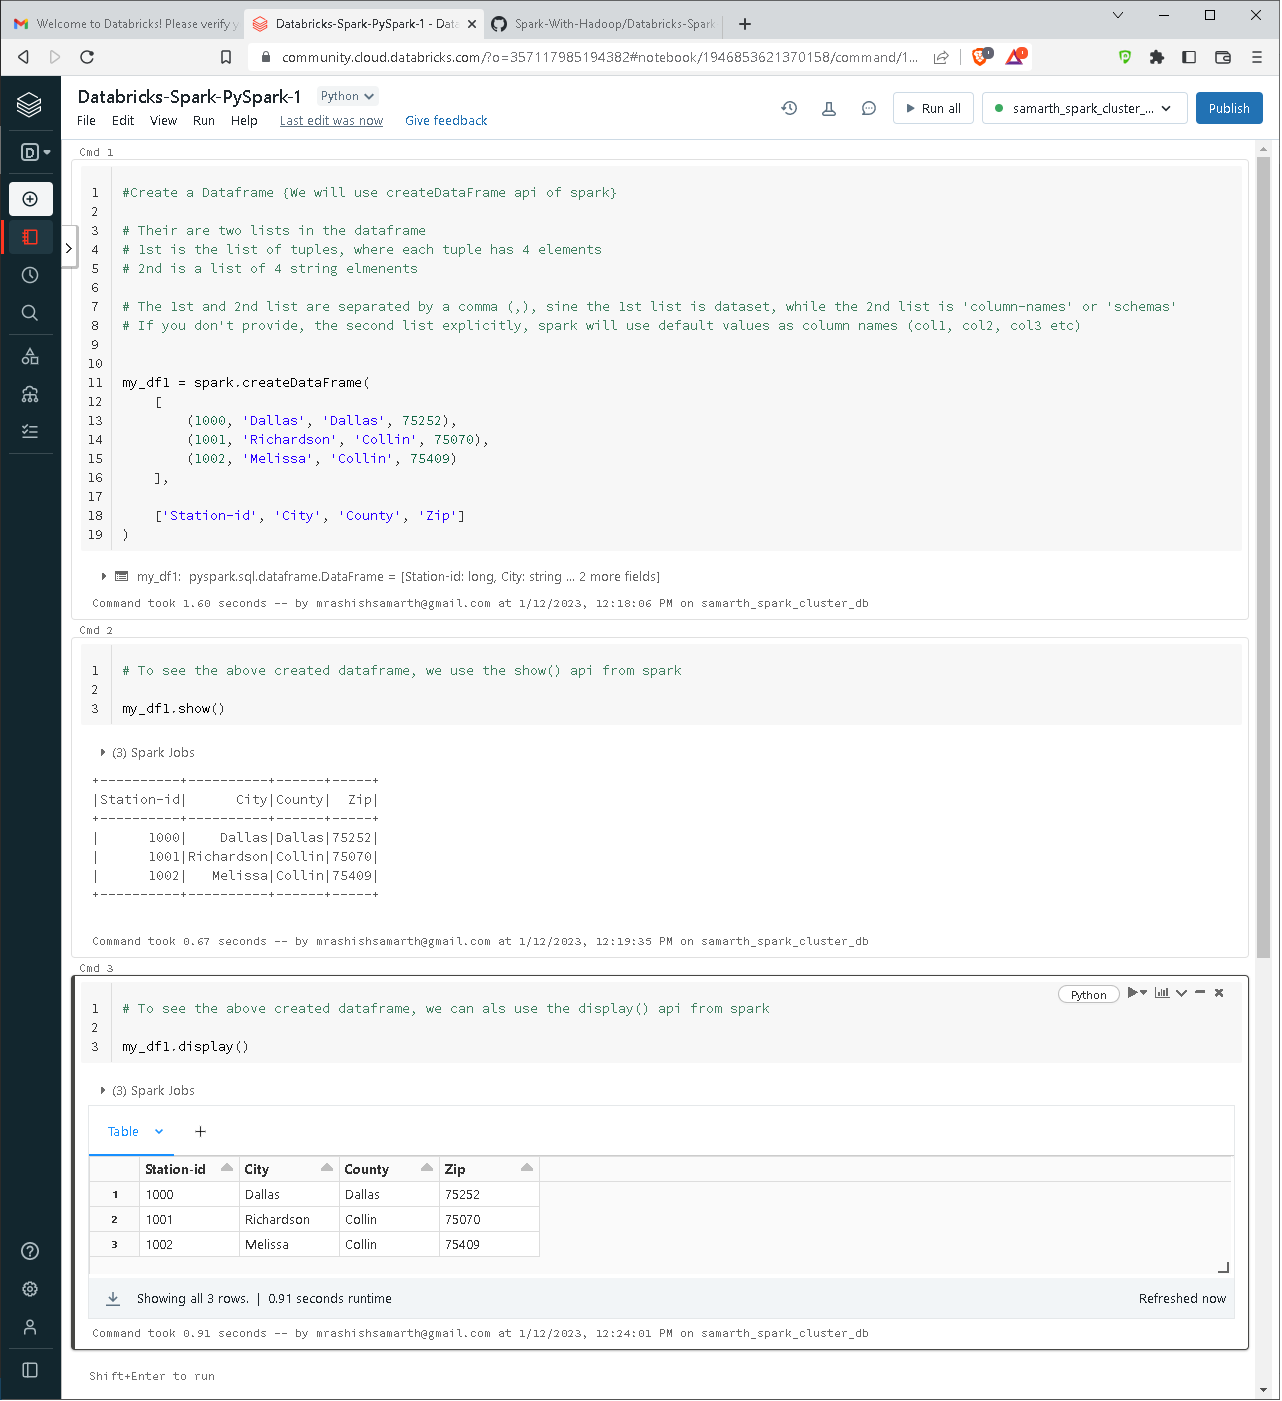 Welcome to Databricks! Please verify y
Databricks-Spark-PySpark-1 - Data
Spark-With-Hadoop/Databricks-Spark
community.cloud.databricks.com/?o=357117985194382#notebook/1946853621370158/command/1...
Databricks-Spark-PySpark-1 Python
File Edit View Run Help Last edit was now Give feedback
Run all samarth_spark_cluster_... Publish
D
Cmd 1
1 #Create a Dataframe {We will use createDataFrame api of spark}
2
3 # Their are two lists in the dataframe
4 # 1st is the list of tuples, where each tuple has 4 elements
5 # 2nd is a list of 4 string elmenents
6
7 # The 1st and 2nd list are separated by a comma (,), sine the 1st list is dataset, while the 2nd list is 'column-names' or 'schemas'
8 # If you don't provide, the second list explicitly, spark will use default values as column names (col1, col2, col3 etc)
9
10
11 my_df1 = spark.createDataFrame(
12 [
13 (1000, 'Dallas', 'Dallas', 75252),
14 (1001, 'Richardson', 'Collin', 75070),
15 (1002, 'Melissa', 'Collin', 75409)
16 ],
17
18 ['Station-id', 'City', 'County', 'Zip']
19 )
my_df1: pyspark.sql.dataframe.DataFrame = [Station-id: long, City: string ... 2 more fields]
Command took 1.60 seconds -- by mrashishsamarth@gmail.com at 1/12/2023, 12:18:06 PM on samarth_spark_cluster_db
Cmd 2
1 # To see the above created dataframe, we use the show() api from spark
2
3 my_df1.show()
(3) Spark Jobs
+----------+----------+------+-----+
|Station-id|      City|County|  Zip|
+----------+----------+------+-----+
|      1000|    Dallas|Dallas|75252|
|      1001|Richardson|Collin|75070|
|      1002|   Melissa|Collin|75409|
+----------+----------+------+-----+
Command took 0.67 seconds -- by mrashishsamarth@gmail.com at 1/12/2023, 12:19:35 PM on samarth_spark_cluster_db
Cmd 3
Python
1 # To see the above created dataframe, we can als use the display() api from spark
2
3 my_df1.display()
(3) Spark Jobs
Table +
Station-id City County Zip
1 1000 Dallas Dallas 75252
2 1001 Richardson Collin 75070
3 1002 Melissa Collin 75409
Showing all 3 rows. | 0.91 seconds runtime Refreshed now
Command took 0.91 seconds -- by mrashishsamarth@gmail.com at 1/12/2023, 12:24:01 PM on samarth_spark_cluster_db
Shift+Enter to run